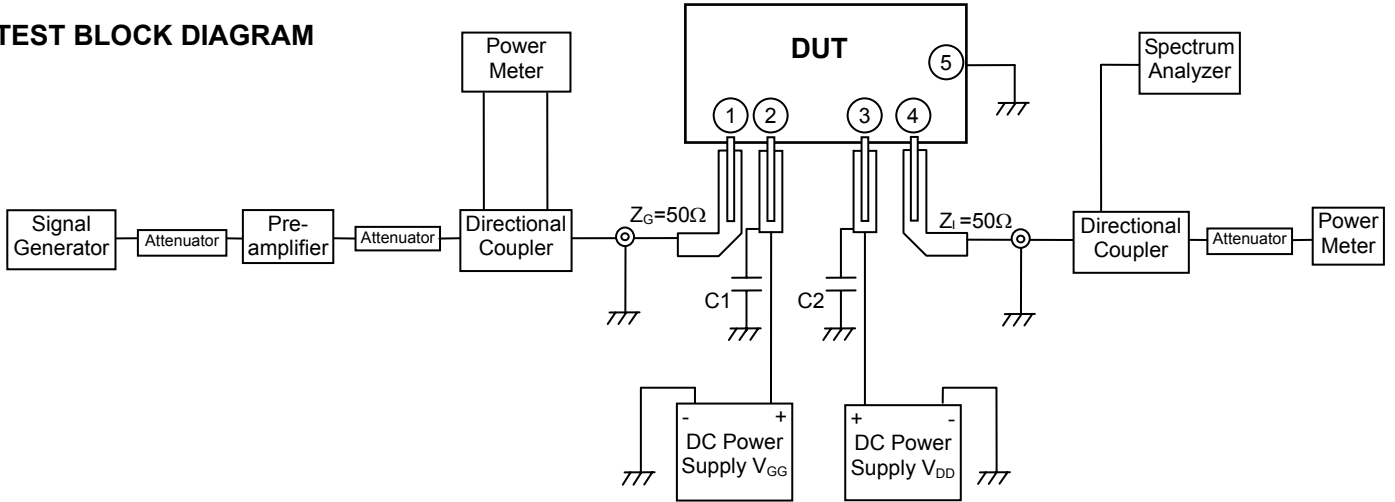 TEST BLOCK DIAGRAM
Power
Meter
DUT
5
Spectrum
Analyzer
1
2
3
4
Signal
Generator
Attenuator
Pre-
amplifier
Attenuator
Directional
Coupler
ZG=50Ω
Zl=50Ω
Directional
Coupler
Attenuator
Power
Meter
C1
C2
- +
DC Power
Supply VGG
+ -
DC Power
Supply VDD